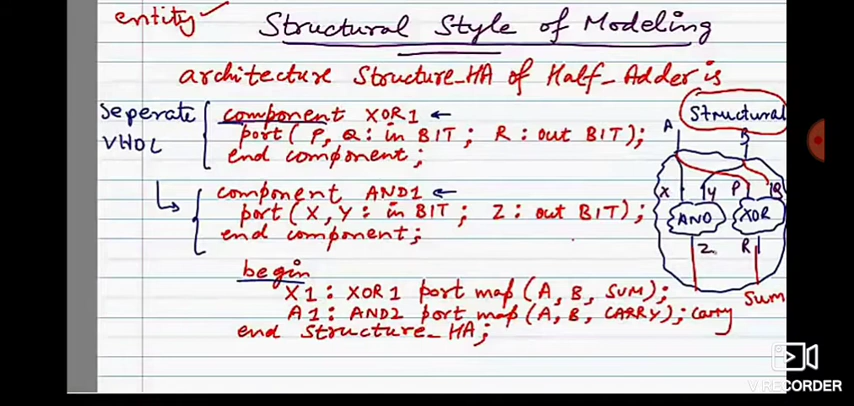 entity ✓
Structural Style of Modeling
architecture Structure_HA of Half_Adder is
Seperate
VHDL
component XOR1 ←
port( P, Q : in BIT ; R : out BIT);
end component ;
component AND1 ←
port( X, Y : in BIT ; Z : out BIT);
end component ;
begin
X1 : XOR1 port map (A, B, SUM);
A1 : AND2 port map (A, B, CARRY);
end Structure_HA;
Structural
A
B
X Y P Q
AND XOR
Z R
Sum
Carry
V RECORDER